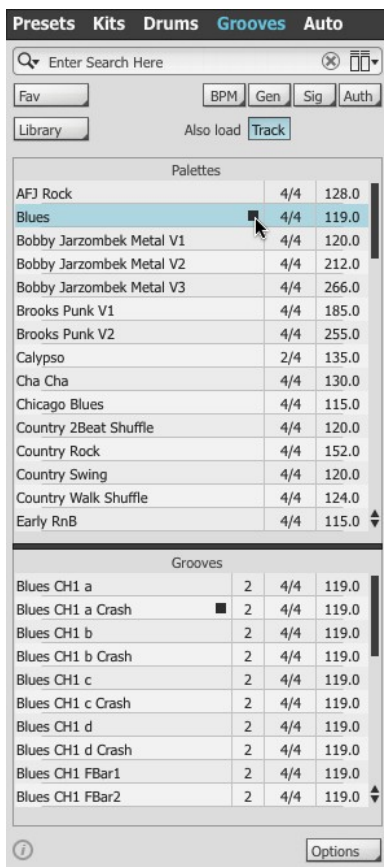 Presets Kits Drums Grooves Auto
Enter Search Here
Fav BPM Gen Sig Auth
Library Also load Track
Palettes
AFJ Rock 4/4 128.0
Blues 4/4 119.0
Bobby Jarzombek Metal V1 4/4 120.0
Bobby Jarzombek Metal V2 4/4 212.0
Bobby Jarzombek Metal V3 4/4 266.0
Brooks Punk V1 4/4 185.0
Brooks Punk V2 4/4 255.0
Calypso 2/4 135.0
Cha Cha 4/4 130.0
Chicago Blues 4/4 115.0
Country 2Beat Shuffle 4/4 120.0
Country Rock 4/4 152.0
Country Swing 4/4 120.0
Country Walk Shuffle 4/4 124.0
Early RnB 4/4 115.0
Grooves
Blues CH1 a 2 4/4 119.0
Blues CH1 a Crash 2 4/4 119.0
Blues CH1 b 2 4/4 119.0
Blues CH1 b Crash 2 4/4 119.0
Blues CH1 c 2 4/4 119.0
Blues CH1 c Crash 2 4/4 119.0
Blues CH1 d 2 4/4 119.0
Blues CH1 d Crash 2 4/4 119.0
Blues CH1 FBar1 2 4/4 119.0
Blues CH1 FBar2 2 4/4 119.0
i Options